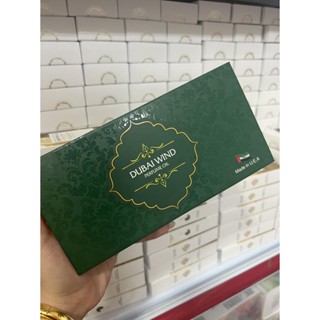 DUBAI WIND
PERFUME OIL
Made in U.A.E